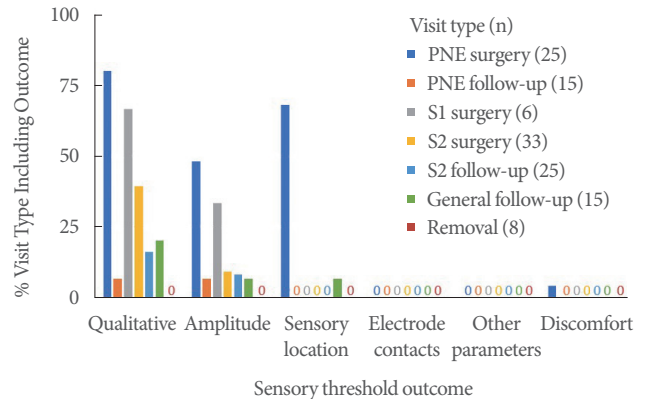 100
75
50
25
0
% Visit Type Including Outcome
Visit type (n)
PNE surgery (25)
PNE follow-up (15)
S1 surgery (6)
S2 surgery (33)
S2 follow-up (25)
General follow-up (15)
Removal (8)
0 0 0 0 0 0 0 0 0 0 0 0 0 0 0 0 0 0 0 0 0 0 0 0 0 0 0
Qualitative
Amplitude
Sensory
location
Electrode
contacts
Other
parameters
Discomfort
Sensory threshold outcome